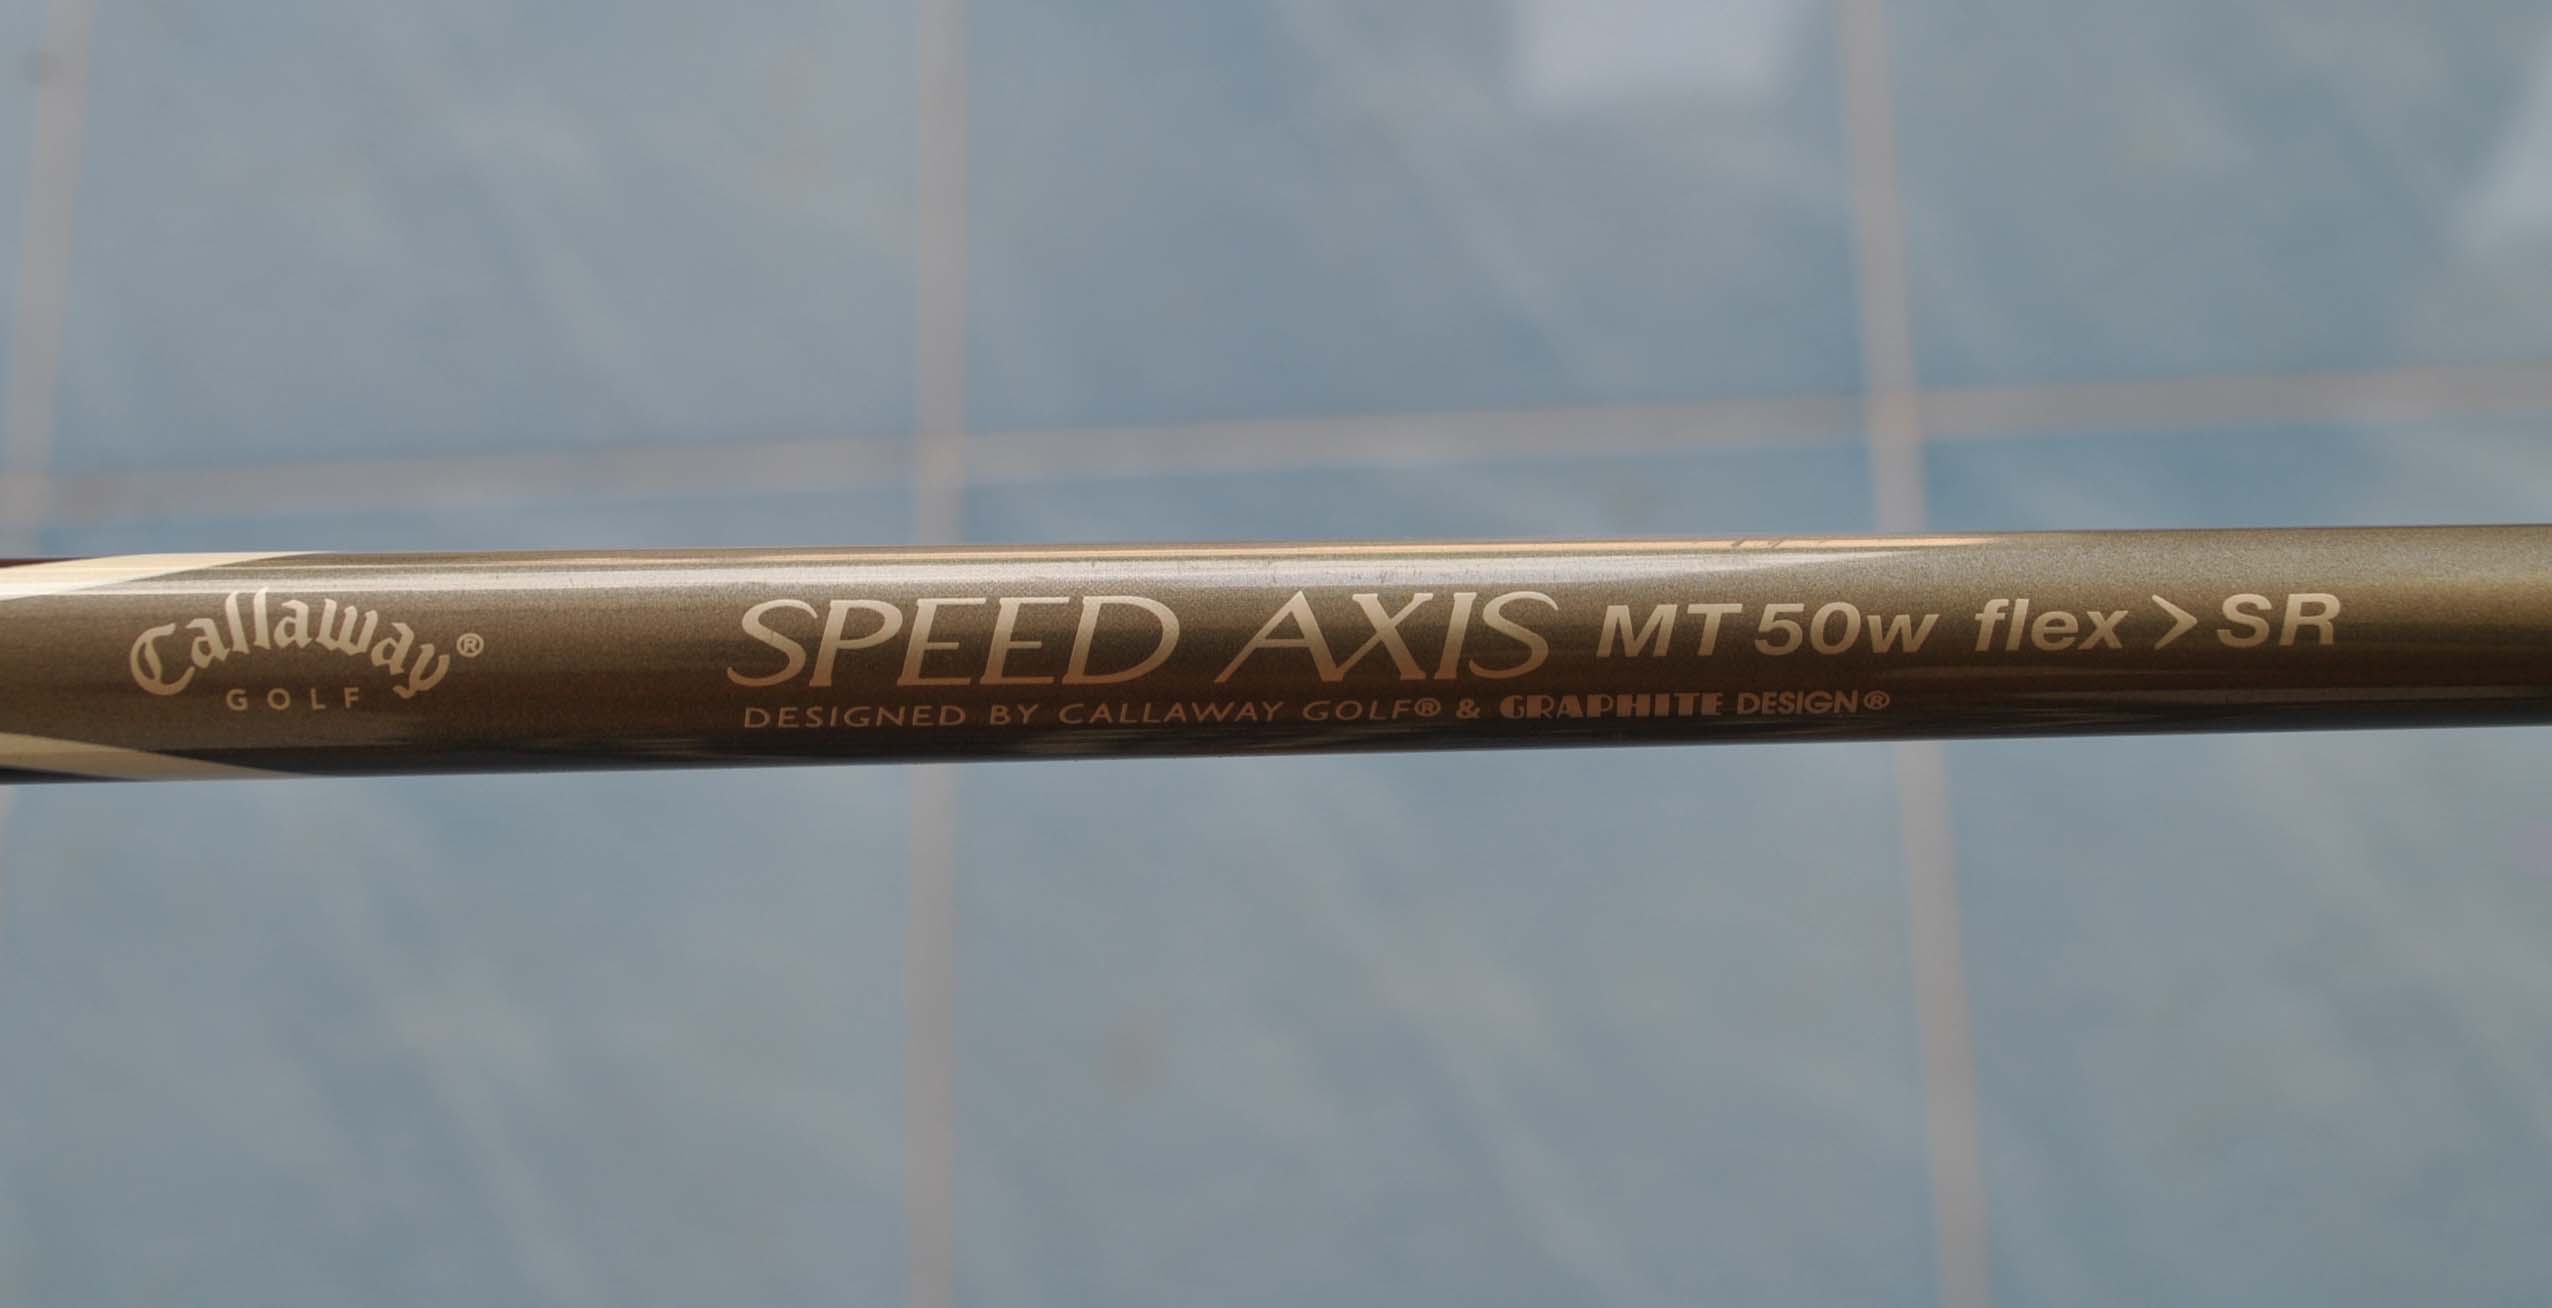 Callaway®
GOLF
SPEED AXIS MT50w flex > SR
DESIGNED BY CALLAWAY GOLF® & GRAPHITE DESIGN®